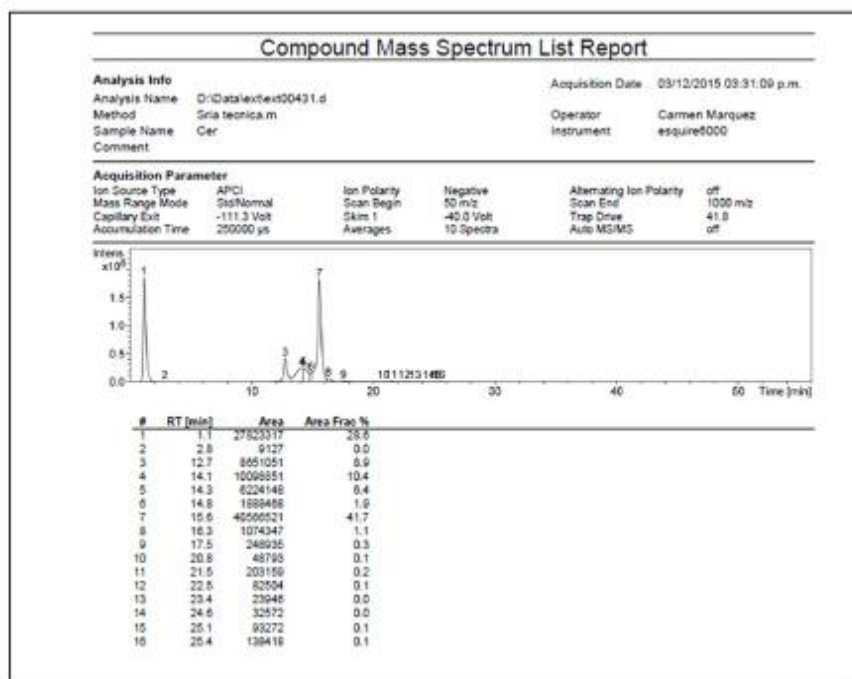 Compound Mass Spectrum List Report
Analysis Info
Acquisition Date 03/12/2015 03:31:09 p.m.
Analysis Name D:\Data\ext\ext00431.d
Method Sria tecnica.m Operator Carmen Marquez
Sample Name Cer Instrument esquire6000
Comment
Acquisition Parameter
Ion Source Type APCI Ion Polarity Negative Alternating Ion Polarity off
Mass Range Mode Std/Normal Scan Begin 50 m/z Scan End 1000 m/z
Capillary Exit -111.3 Volt Skim 1 -40.0 Volt Trap Drive 41.8
Accumulation Time 250000 µs Averages 10 Spectra Auto MS/MS off
Intens.
1
7
1.5
1.0
0.5
3
2 9
0.0
10 20 30 40 50 Time [min]
# RT [min] Area Area Frac %
1 1.1 27823317 28.6
2 2.8 9127 0.0
3 12.7 8651051 8.9
4 14.1 10098851 10.4
5 14.3 6224148 6.4
6 14.8 1888468 1.9
7 15.6 40566521 41.7
8 16.3 1074347 1.1
9 17.5 248935 0.3
10 20.8 48793 0.1
11 21.5 203159 0.2
12 22.5 82504 0.1
13 23.4 23946 0.0
14 24.6 32572 0.0
15 25.1 93272 0.1
16 25.4 139418 0.1